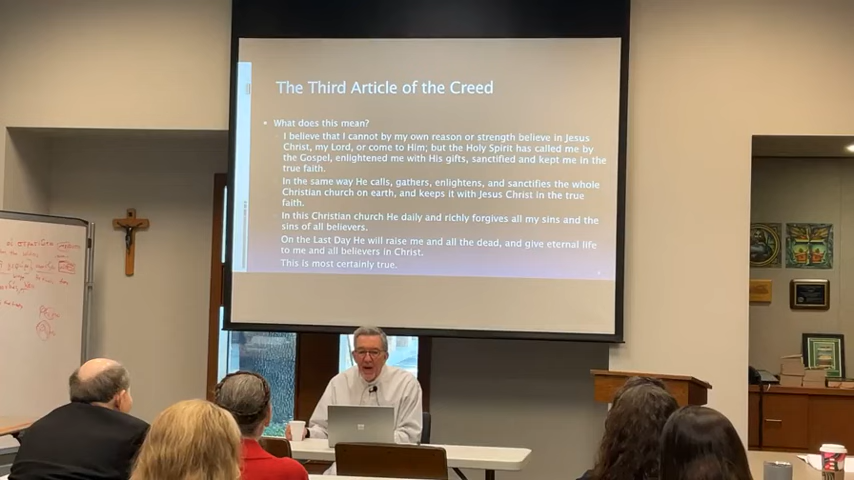 The Third Article of the Creed
What does this mean?
I believe that I cannot by my own reason or strength believe in Jesus
Christ, my Lord, or come to Him; but the Holy Spirit has called me by
the Gospel, enlightened me with His gifts, sanctified and kept me in the
true faith.
In the same way He calls, gathers, enlightens, and sanctifies the whole
Christian church on earth, and keeps it with Jesus Christ in the true
faith.
In this Christian church He daily and richly forgives all my sins and the
sins of all believers.
On the Last Day He will raise me and all the dead, and give eternal life
to me and all believers in Christ.
This is most certainly true.